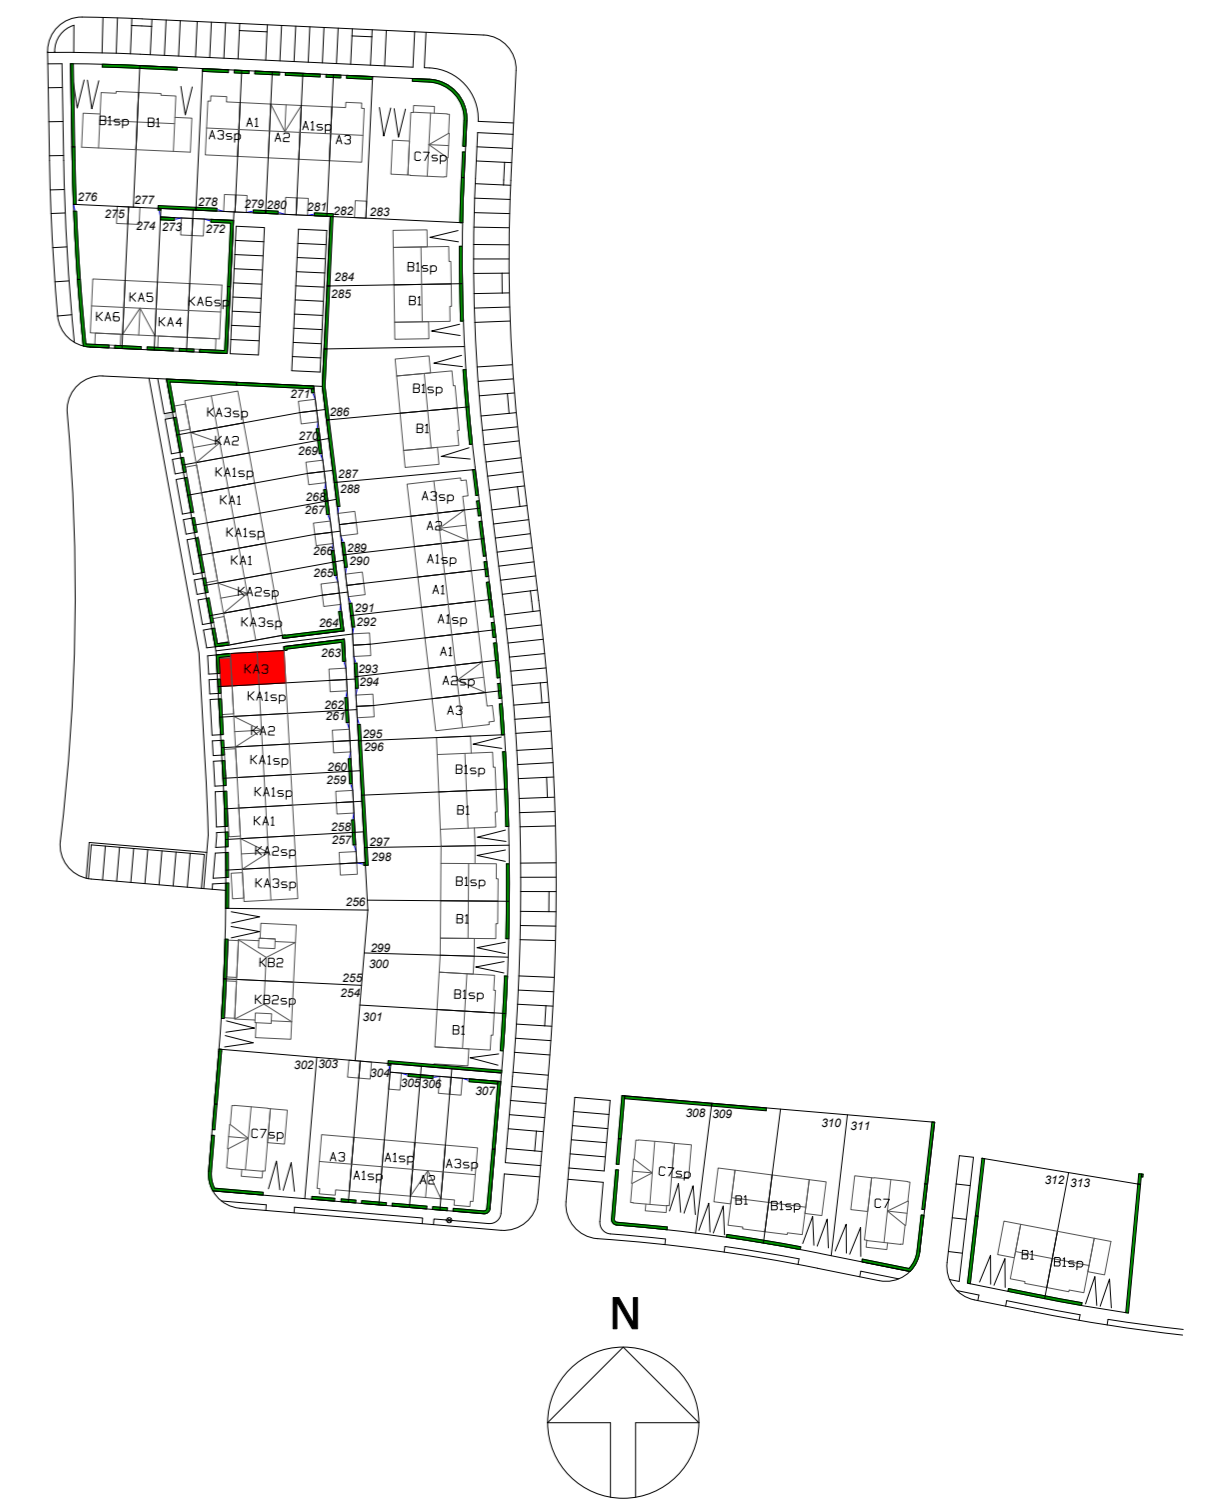 B1sp
B1
A3sp
A1
A2
A1sp
A3
C7sp
276
277
278
279
280
281
282
283
275
274
273
272
KA6
KA5
KA4
KA6sp
284
285
B1sp
B1
286
287
B1sp
B1
288
271
KA3sp
KA2
270
269
KA1sp
KA1
268
267
KA1sp
KA1
266
265
KA2sp
KA3sp
264
A3sp
A2
289
290
A1sp
A1
291
292
A1sp
A1
293
294
A2sp
A3
295
296
263
KA3
KA1sp
262
261
KA2
KA1sp
260
259
KA1sp
KA1
258
257
KA2sp
KA3sp
256
B1sp
B1
297
298
B1sp
B1
299
300
KB2
255
254
KB2sp
B1sp
B1
301
302
303
304
305
306
307
C7sp
A3
A1sp
A1sp
A2
A3sp
308
309
310
311
C7sp
B1
B1sp
C7
312
313
B1
B1sp
N